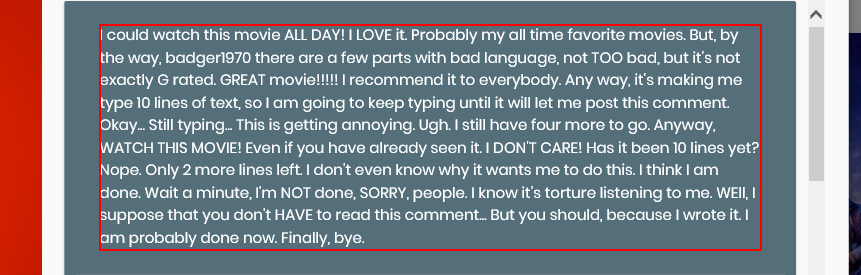 I could watch this movie ALL DAY! I LOVE it. Probably my all time favorite movies. But, by
the way, badger1970 there are a few parts with bad language, not TOO bad, but it's not
exactly G rated. GREAT movie!!!!! I recommend it to everybody. Any way, it's making me
type 10 lines of text, so I am going to keep typing until it will let me post this comment.
Okay... Still typing... This is getting annoying. Ugh. I still have four more to go. Anyway,
WATCH THIS MOVIE! Even if you have already seen it. I DON'T CARE! Has it been 10 lines yet?
Nope. Only 2 more lines left. I don't even know why it wants me to do this. I think I am
done. Wait a minute, I'm NOT done, SORRY, people. I know it's torture listening to me. WEll, I
suppose that you don't HAVE to read this comment... But you should, because I wrote it. I
am probably done now. Finally, bye.